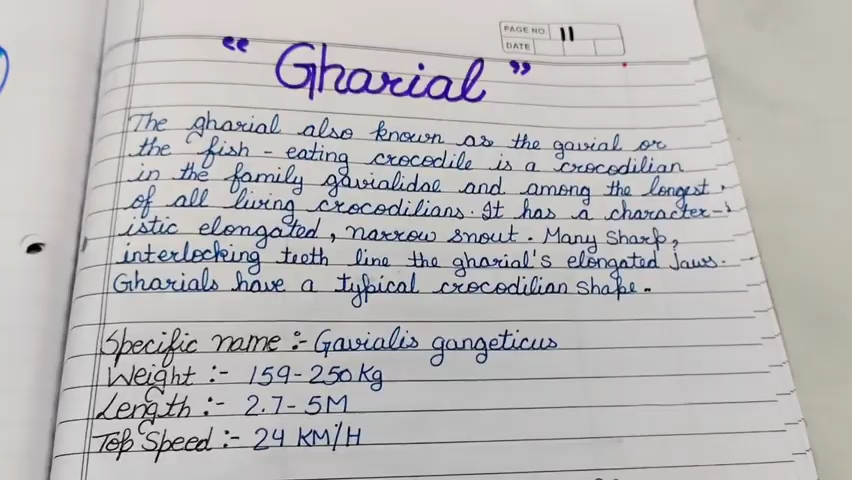 PAGE NO. 11
DATE
“ Gharial ”
The gharial also known as the gavial or
the fish - eating crocodile is a crocodilian
in the family gavialidae and among the longest
of all living crocodilians. It has a character-
istic elongated, narrow snout. Many Sharp,
interlocking teeth line the gharial's elongated jaws.
Gharials have a typical crocodilian shape.
Specific name :- Gavialis gangeticus
Weight :- 159-250 Kg
Length :- 2.7-5M
Top Speed :- 24 KM/H